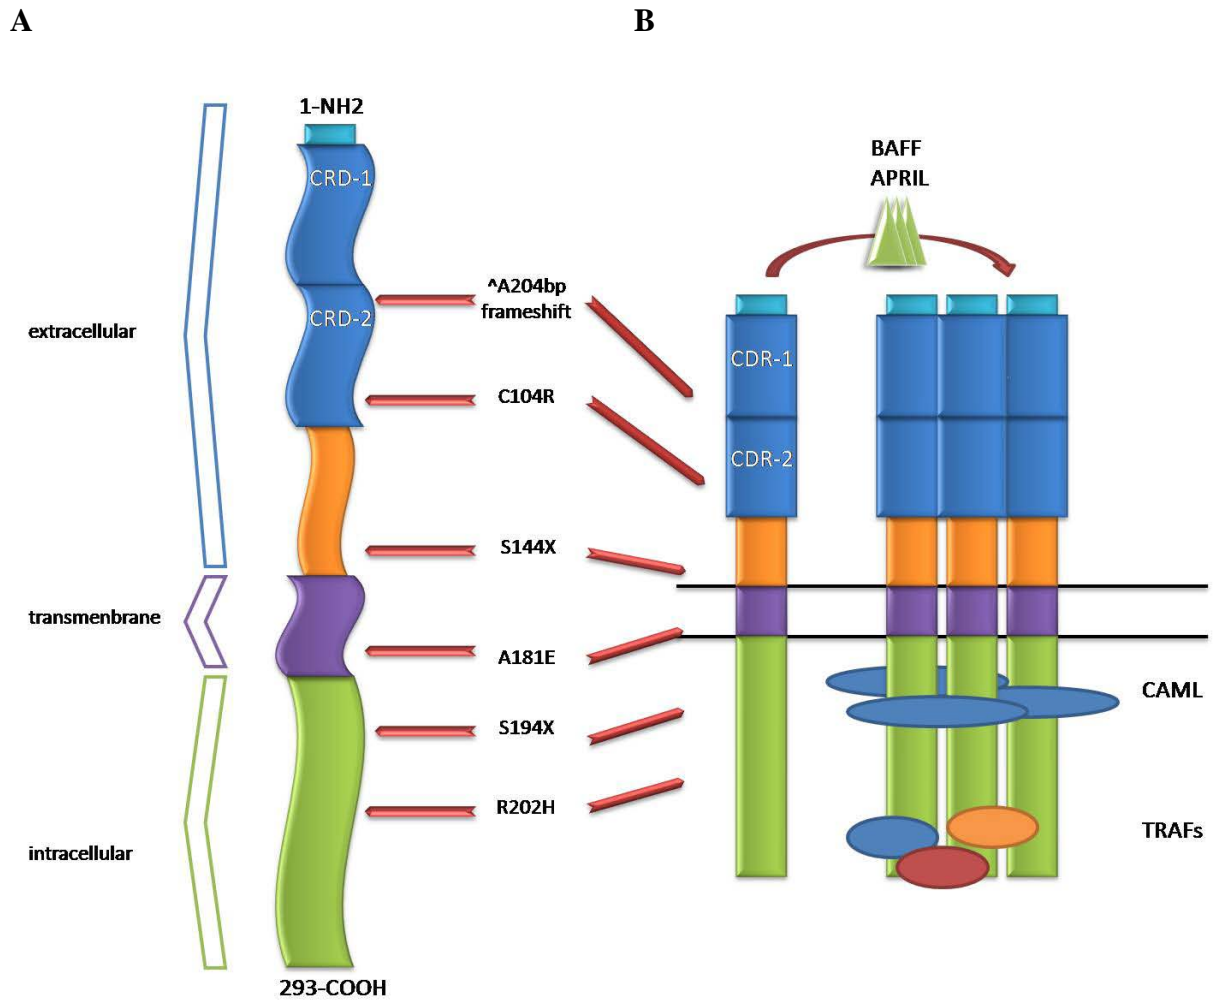 A
B
1-NH2
CRD-1
CRD-2
extracellular
transmenbrane
intracellular
293-COOH
^A204bp
frameshift
C104R
S144X
A181E
S194X
R202H
BAFF
APRIL
CDR-1
CDR-2
CAML
TRAFs